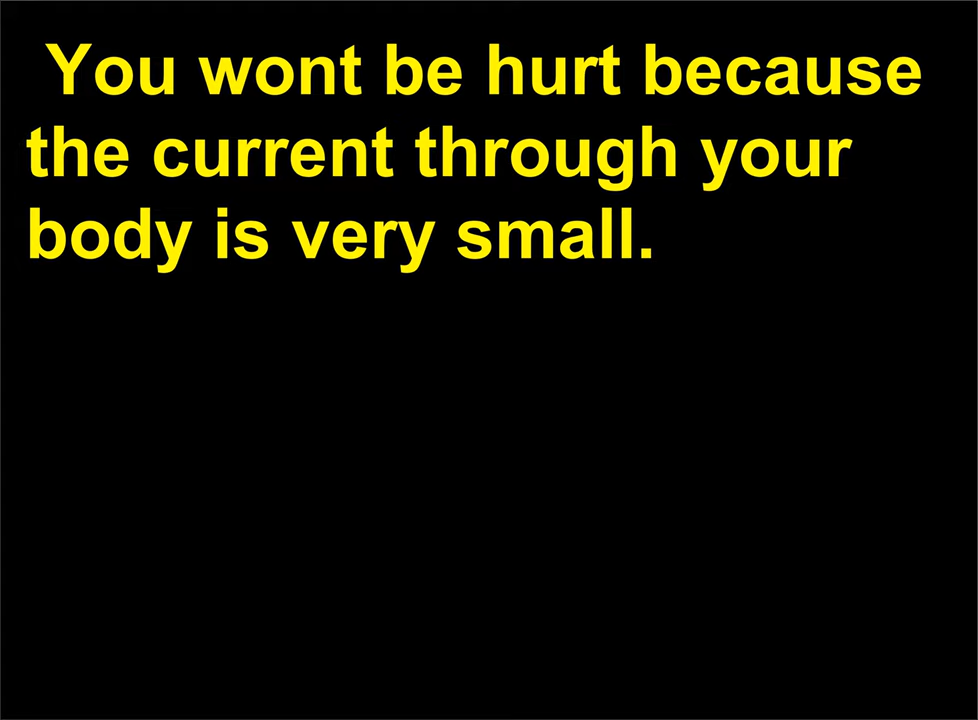 You wont be hurt because
the current through your
body is very small.